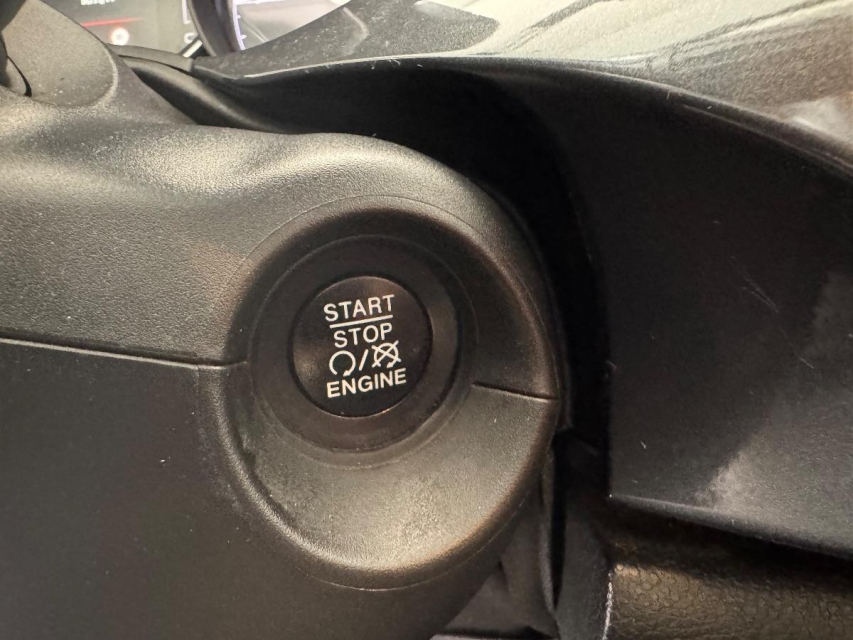 START
STOP
/
ENGINE